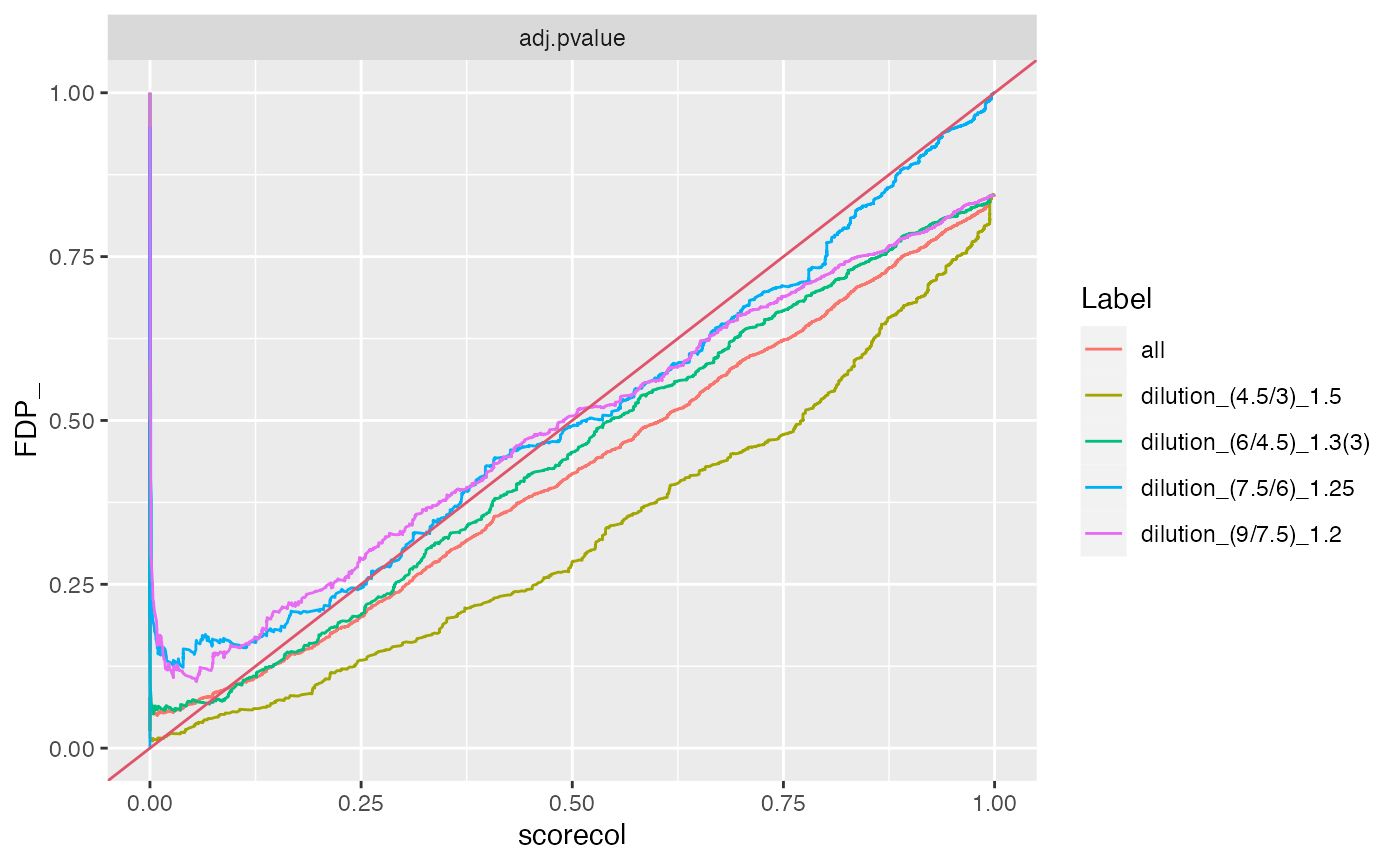 adj.pvalue
1.00
0.75
0.50
0.25
0.00
FDP_
0.00 0.25 0.50 0.75 1.00
scorecol
Label
all
dilution_(4.5/3)_1.5
dilution_(6/4.5)_1.3(3)
dilution_(7.5/6)_1.25
dilution_(9/7.5)_1.2